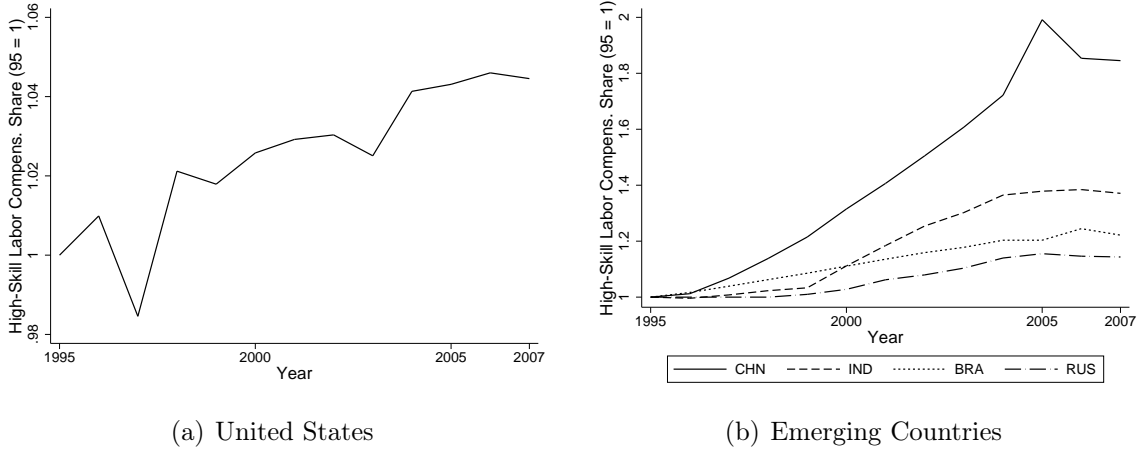 High-Skill Labor Compens. Share (95 = 1)
1.06
1.04
1.02
1
.98
1995
2000
2005
2007
Year
(a) United States
High-Skill Labor Compens. Share (95 = 1)
2
1.8
1.6
1.4
1.2
1
1995
2000
2005
2007
Year
CHN IND BRA RUS
(b) Emerging Countries